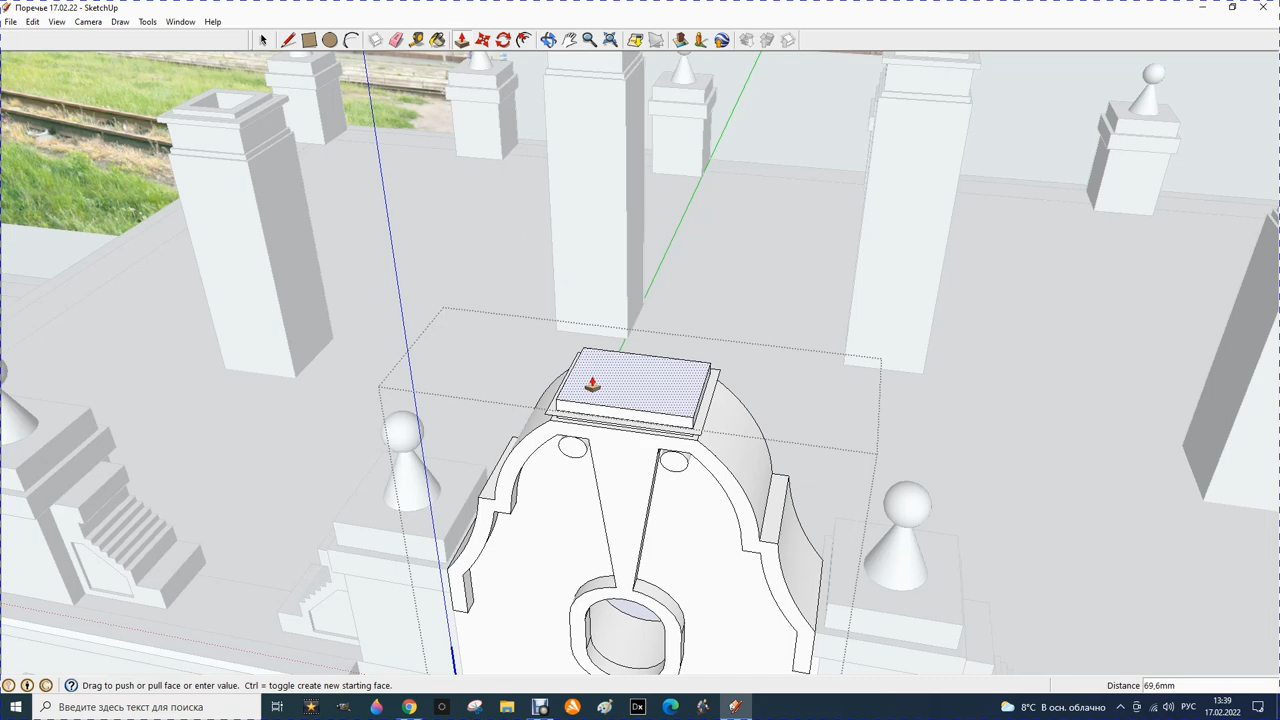 Поречье 17.02.22 - SketchUp
File Edit View Camera Draw Tools Window Help
Drag to push or pull face or enter value. Ctrl = toggle create new starting face.
Distance 69,6mm
Введите здесь текст для поиска
Dx
8°C В осн. облачно
РУС
13:39
17.02.2022